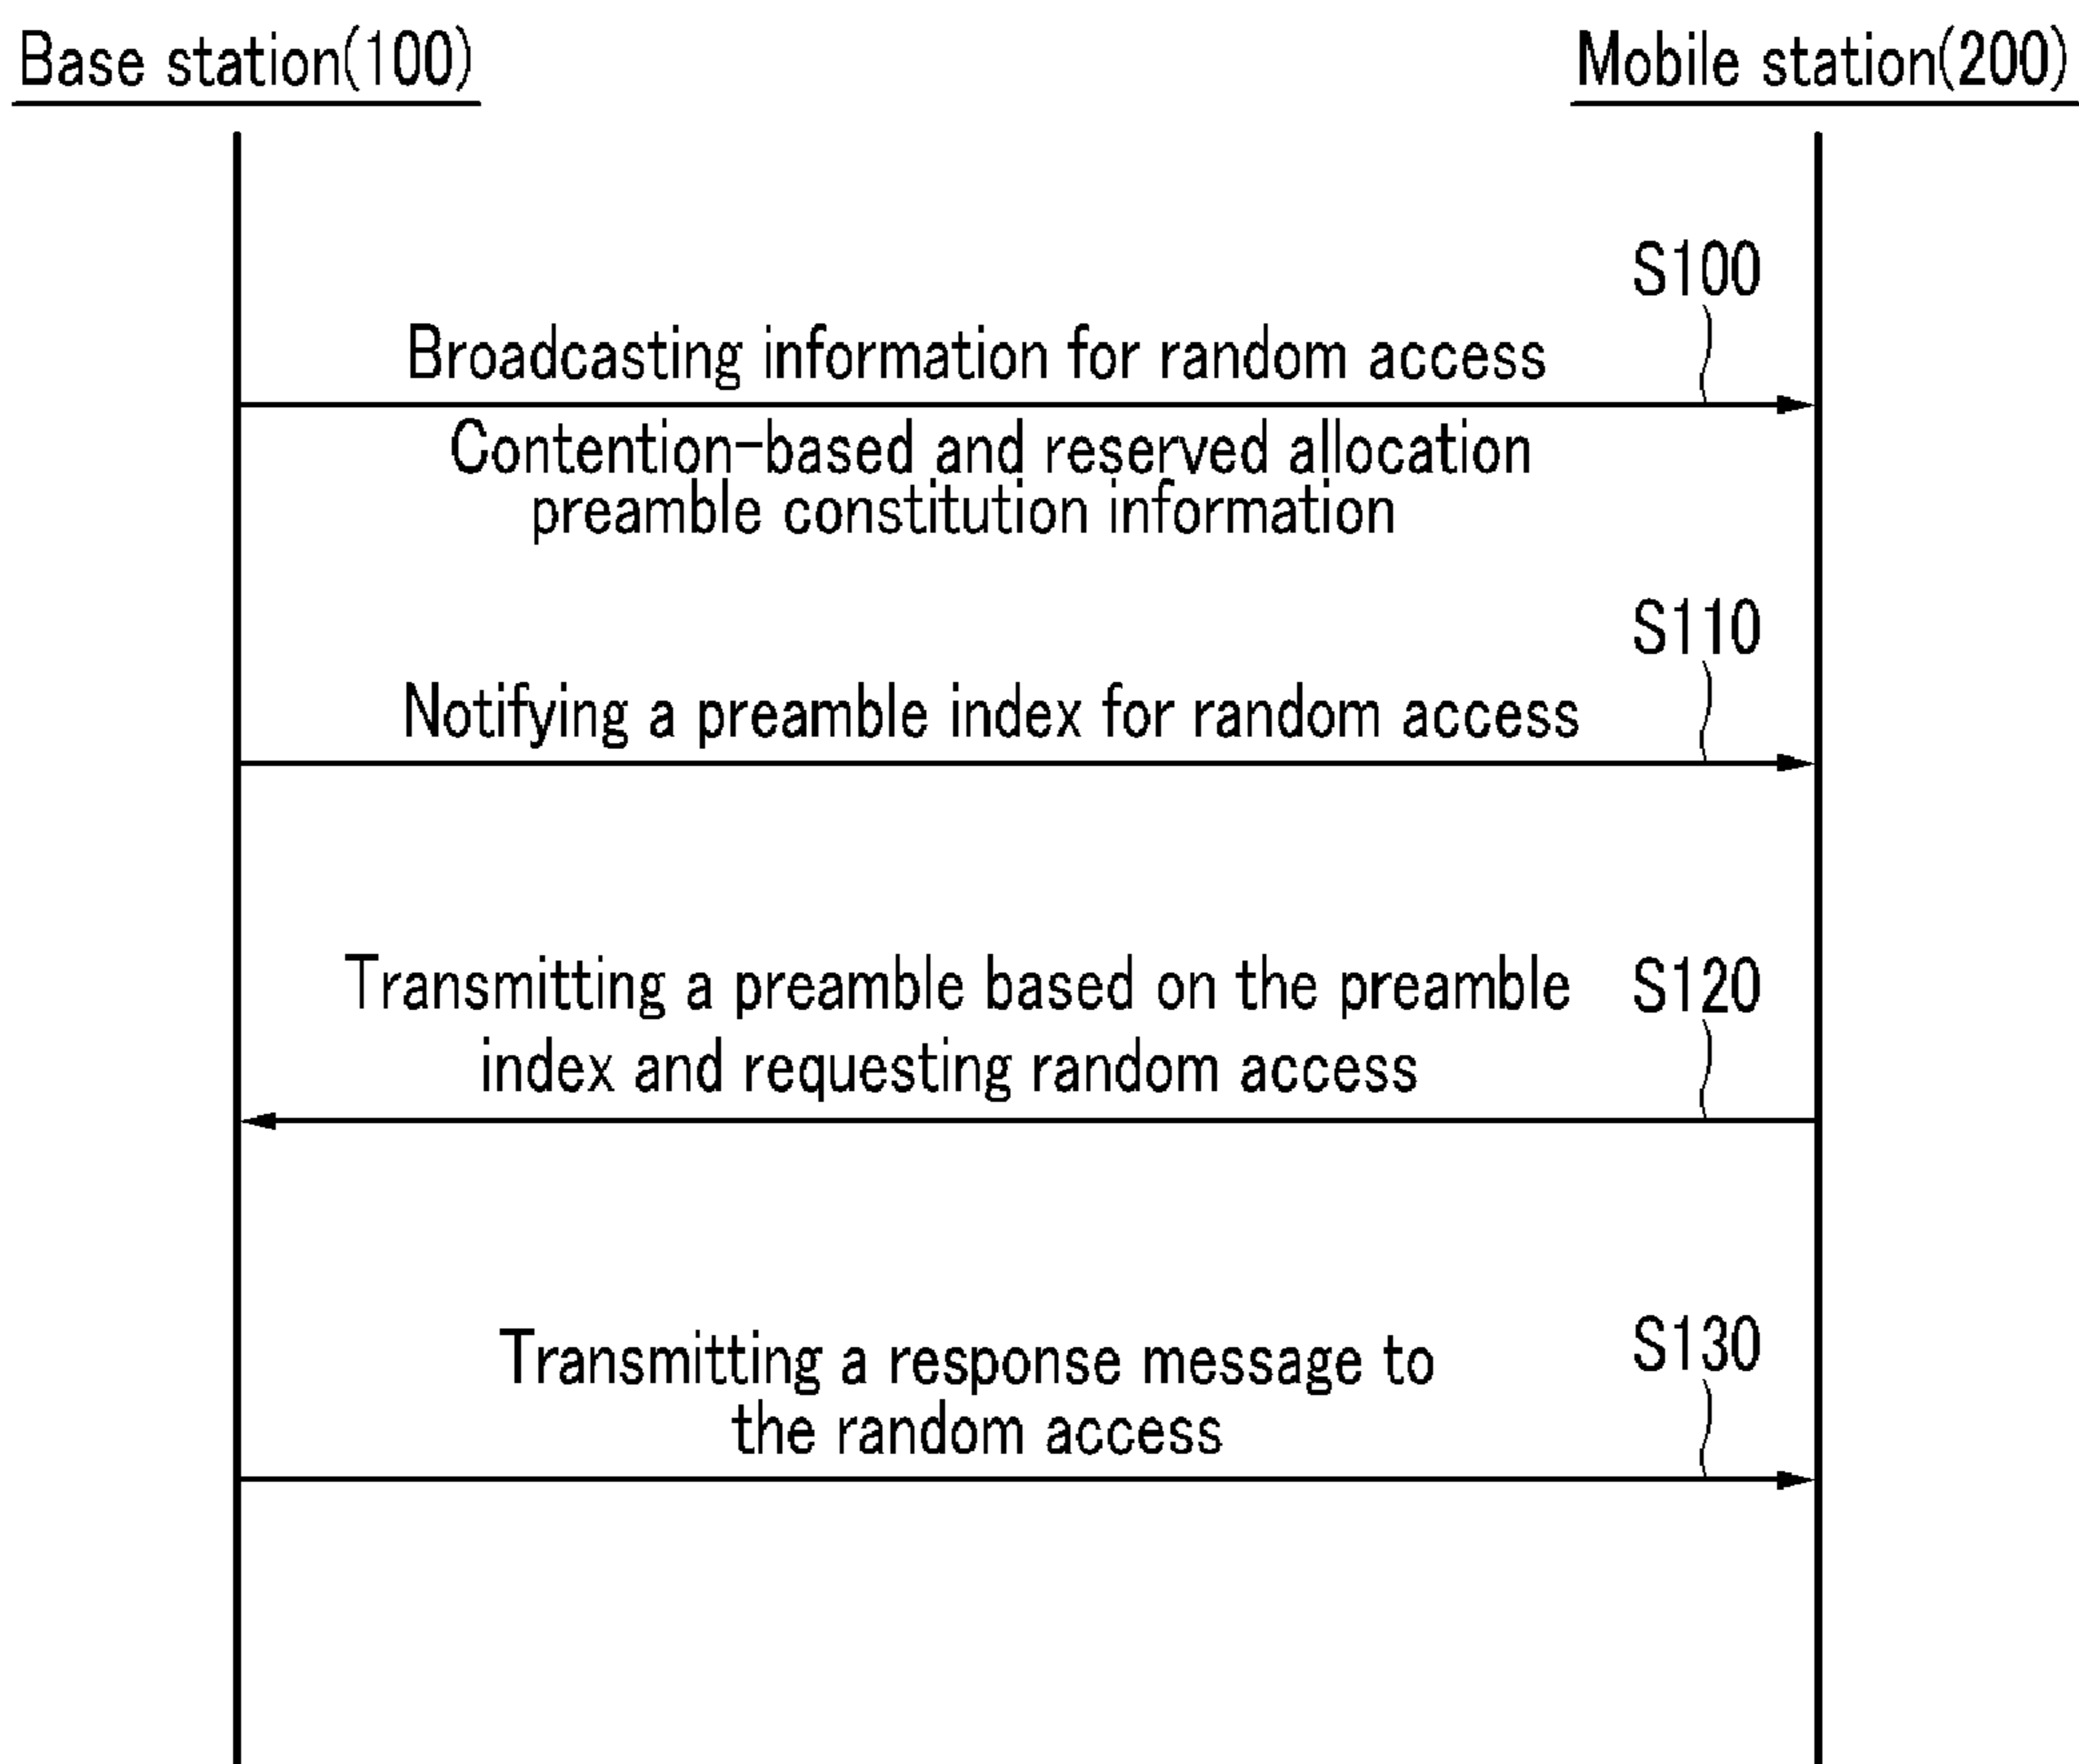 Base station(100)
Mobile station(200)
S100
Broadcasting information for random access
Contention-based and reserved allocation
preamble constitution information
S110
Notifying a preamble index for random access
Transmitting a preamble based on the preamble
S120
index and requesting random access
S130
Transmitting a response message to
the random access